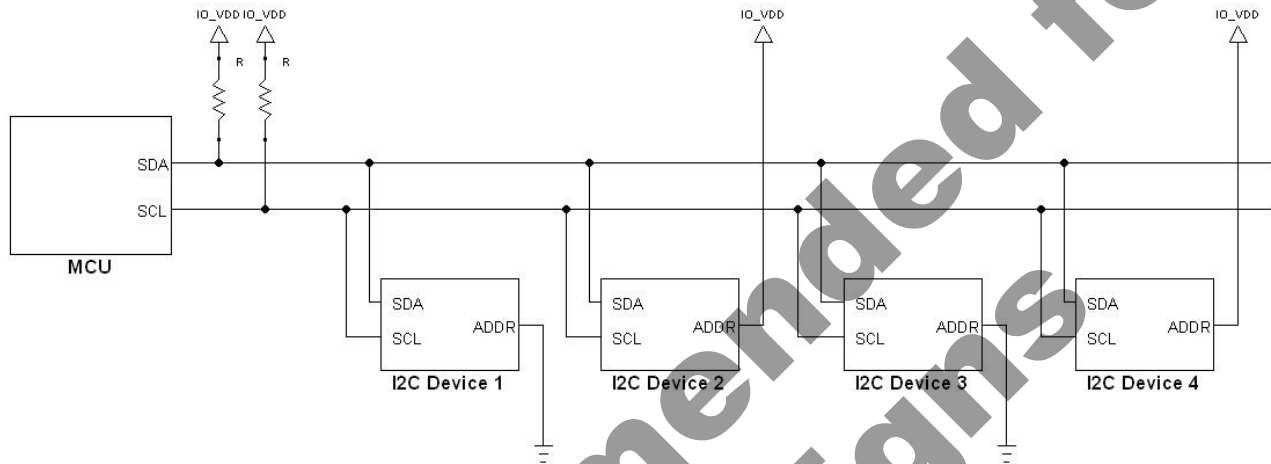 IO_VDD IO_VDD IO_VDD IO_VDD
R R
SDA
SCL
MCU
SDA
SCL
ADDR
I2C Device 1
SDA
SCL
ADDR
I2C Device 2
SDA
SCL
ADDR
I2C Device 3
SDA
SCL
ADDR
I2C Device 4